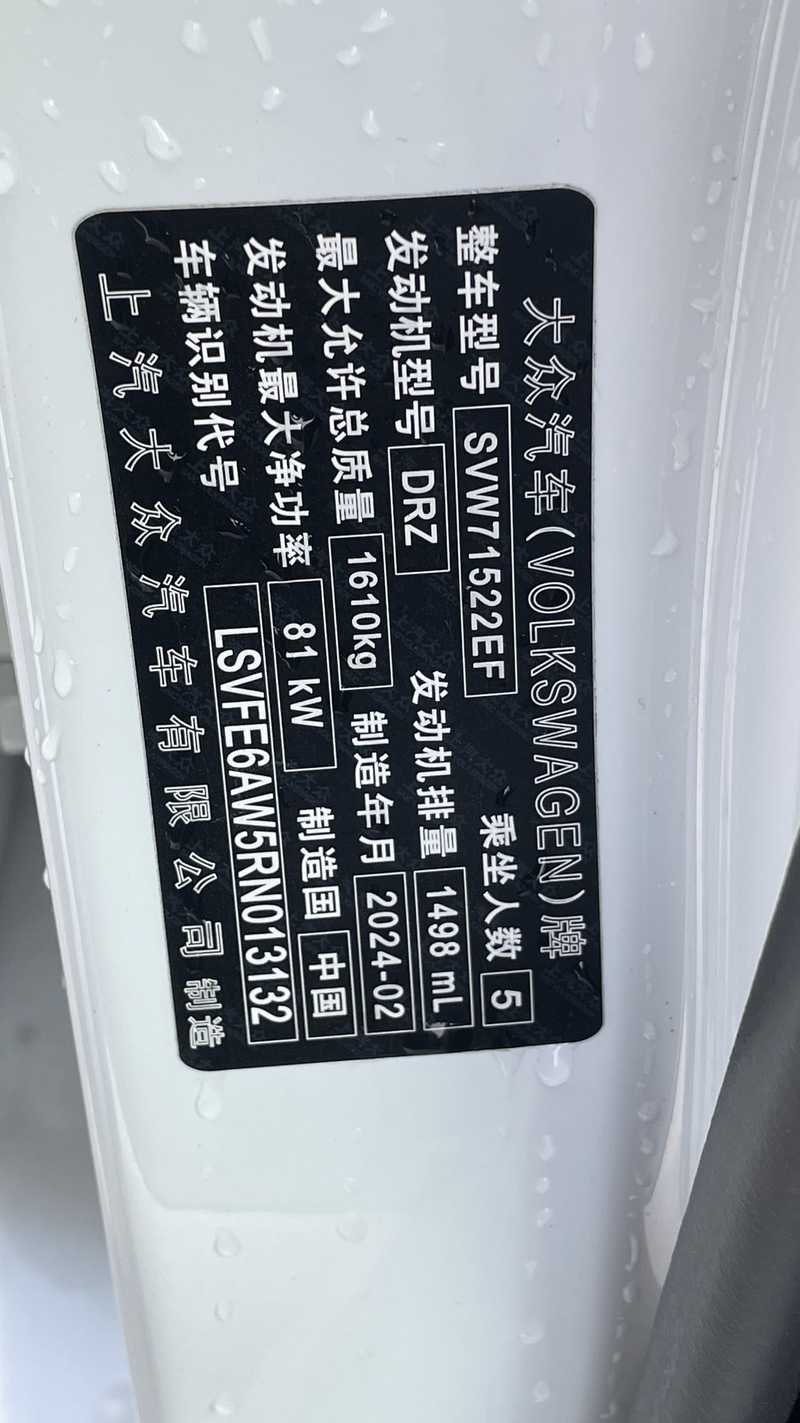 大众汽车(VOLKSWAGEN)牌
整车型号 SVW71522EF 乘坐人数 5
发动机型号 DRZ 发动机排量 1498 mL
最大允许总质量 1610kg 制造年月 2024-02
发动机最大净功率 81 kW 制造国 中国
车辆识别代号 LSVFE6AW5RN013132
上汽大众汽车有限公司 制造